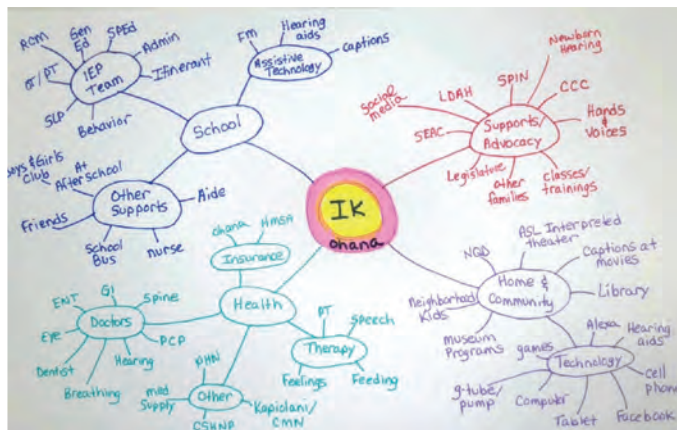 RCM
Gen
Ed
SPEd
Admin
Itinerant
IEP
Team
OT/PT
SLP
Behavior
FM
Hearing
aids
captions
Assistive
Technology
School
Boys & Girls
Club
At
Afterschool
Other
Supports
Aide
Friends
School
Bus
nurse
Newborn
Hearing
SPIN
LDAH
CCC
Social
media
SEAC
Supports/
Advocacy
Hands
&
Voices
Legislature
other
families
classes/
trainings
IK
ohana
ohana
HMSA
Insurance
Health
ENT
GI
Spine
Eye
Doctors
PCP
Dentist
Hearing
Breathing
PT
Speech
Therapy
Feelings
Feeding
PHN
med
Supply
Other
Kapiolani/
CMN
CSHNP
ASL Interpreted
theater
Captions at
movies
Home &
Community
Library
Neighborhood
Kids
museum
Programs
Alexa
Hearing
aids
games
Technology
cell
phone
g-tube/
pump
Computer
Tablet
Facebook